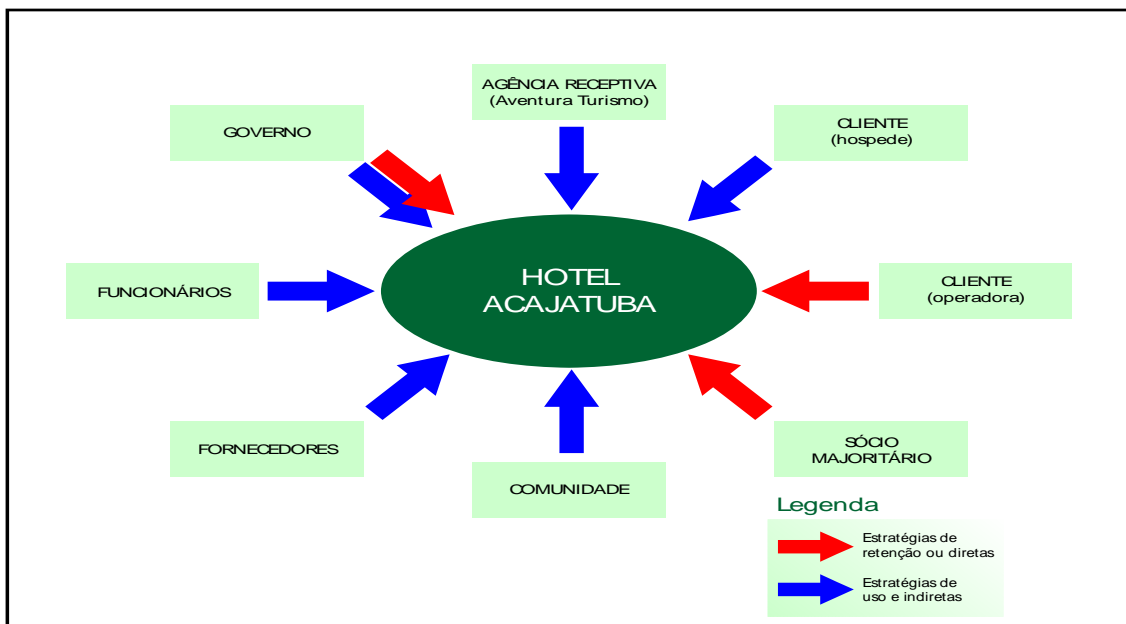 AGÊNCIA RECEPTIVA
(Aventura Turismo)
GOVERNO
CLIENTE
(hospede)
FUNCIONÁRIOS
HOTEL
ACAJATUBA
CLIENTE
(operadora)
FORNECEDORES
COMUNIDADE
SÓCIO
MAJORITÁRIO
Legenda
Estratégias de
retenção ou diretas
Estratégias de
uso e indiretas